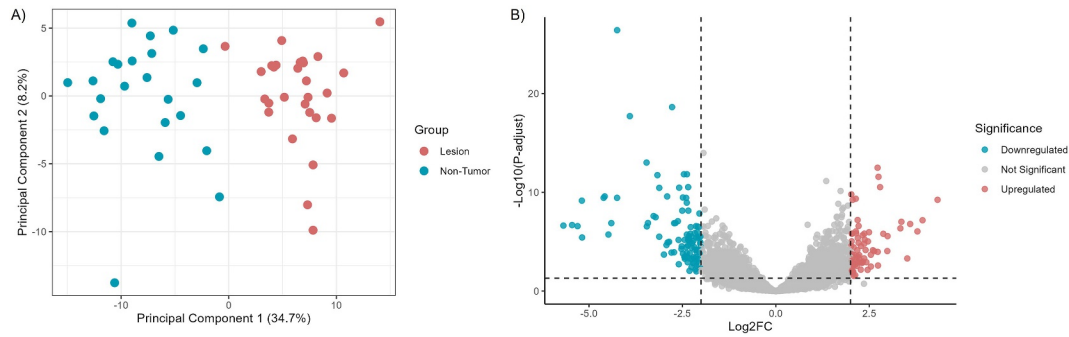 A)
5
0
-5
-10
-10
0
10
Principal Component 1 (34.7%)
Principal Component 2 (8.2%)
Group
Lesion
Non-Tumor
B)
20
10
0
-5.0
-2.5
0.0
2.5
Log2FC
-Log10(P-adjust)
Significance
Downregulated
Not Significant
Upregulated